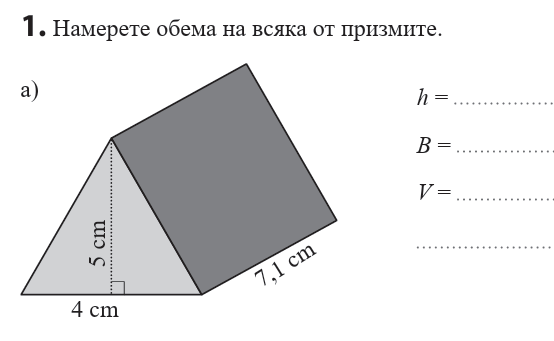 1. Намерете обема на всяка от призмите.
а)
h = ................
B = ................
V = ................
......................
5 cm
4 cm
7,1 cm